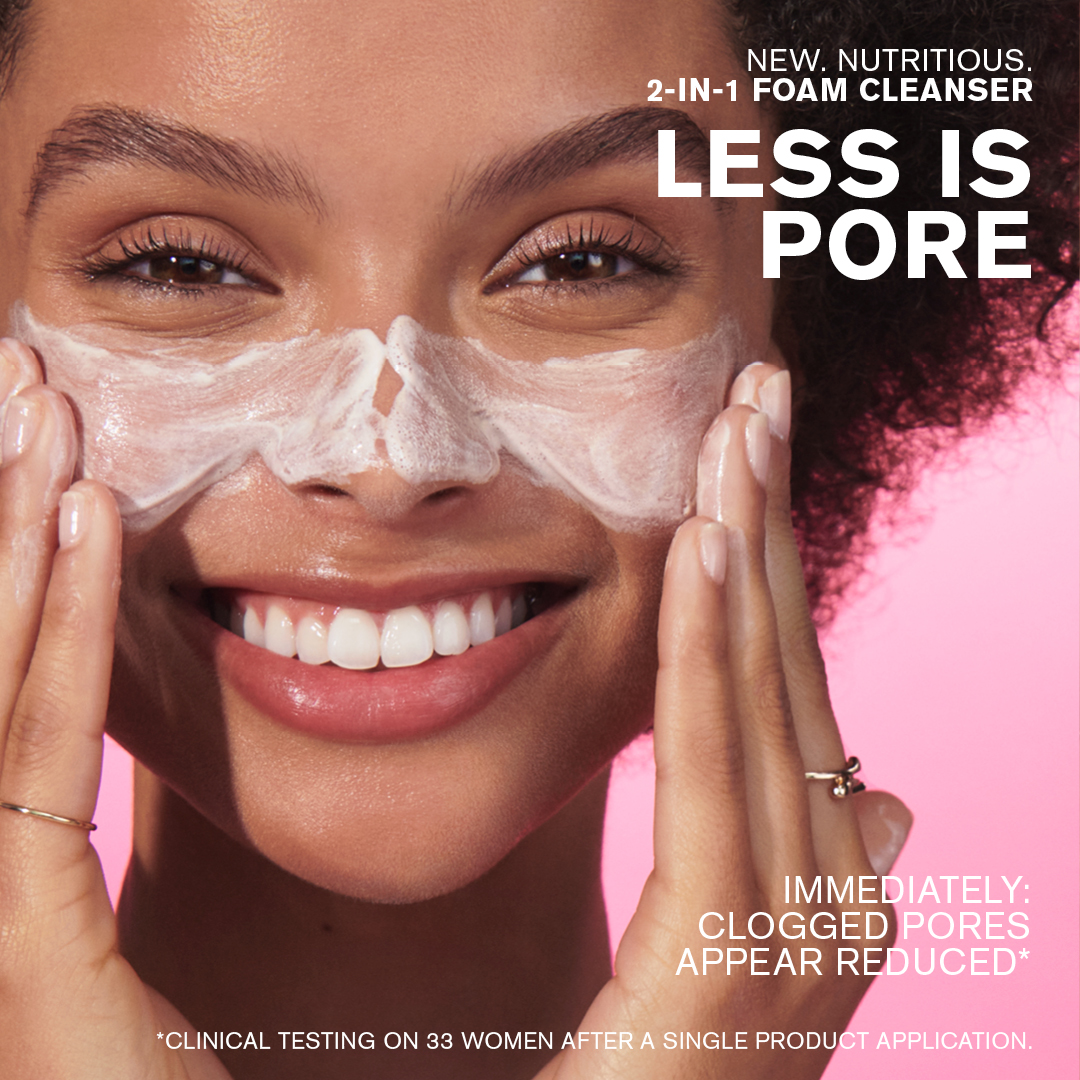 NEW. NUTRITIOUS.
2-IN-1 FOAM CLEANSER
LESS IS
PORE
IMMEDIATELY:
CLOGGED PORES
APPEAR REDUCED*
*CLINICAL TESTING ON 33 WOMEN AFTER A SINGLE PRODUCT APPLICATION.